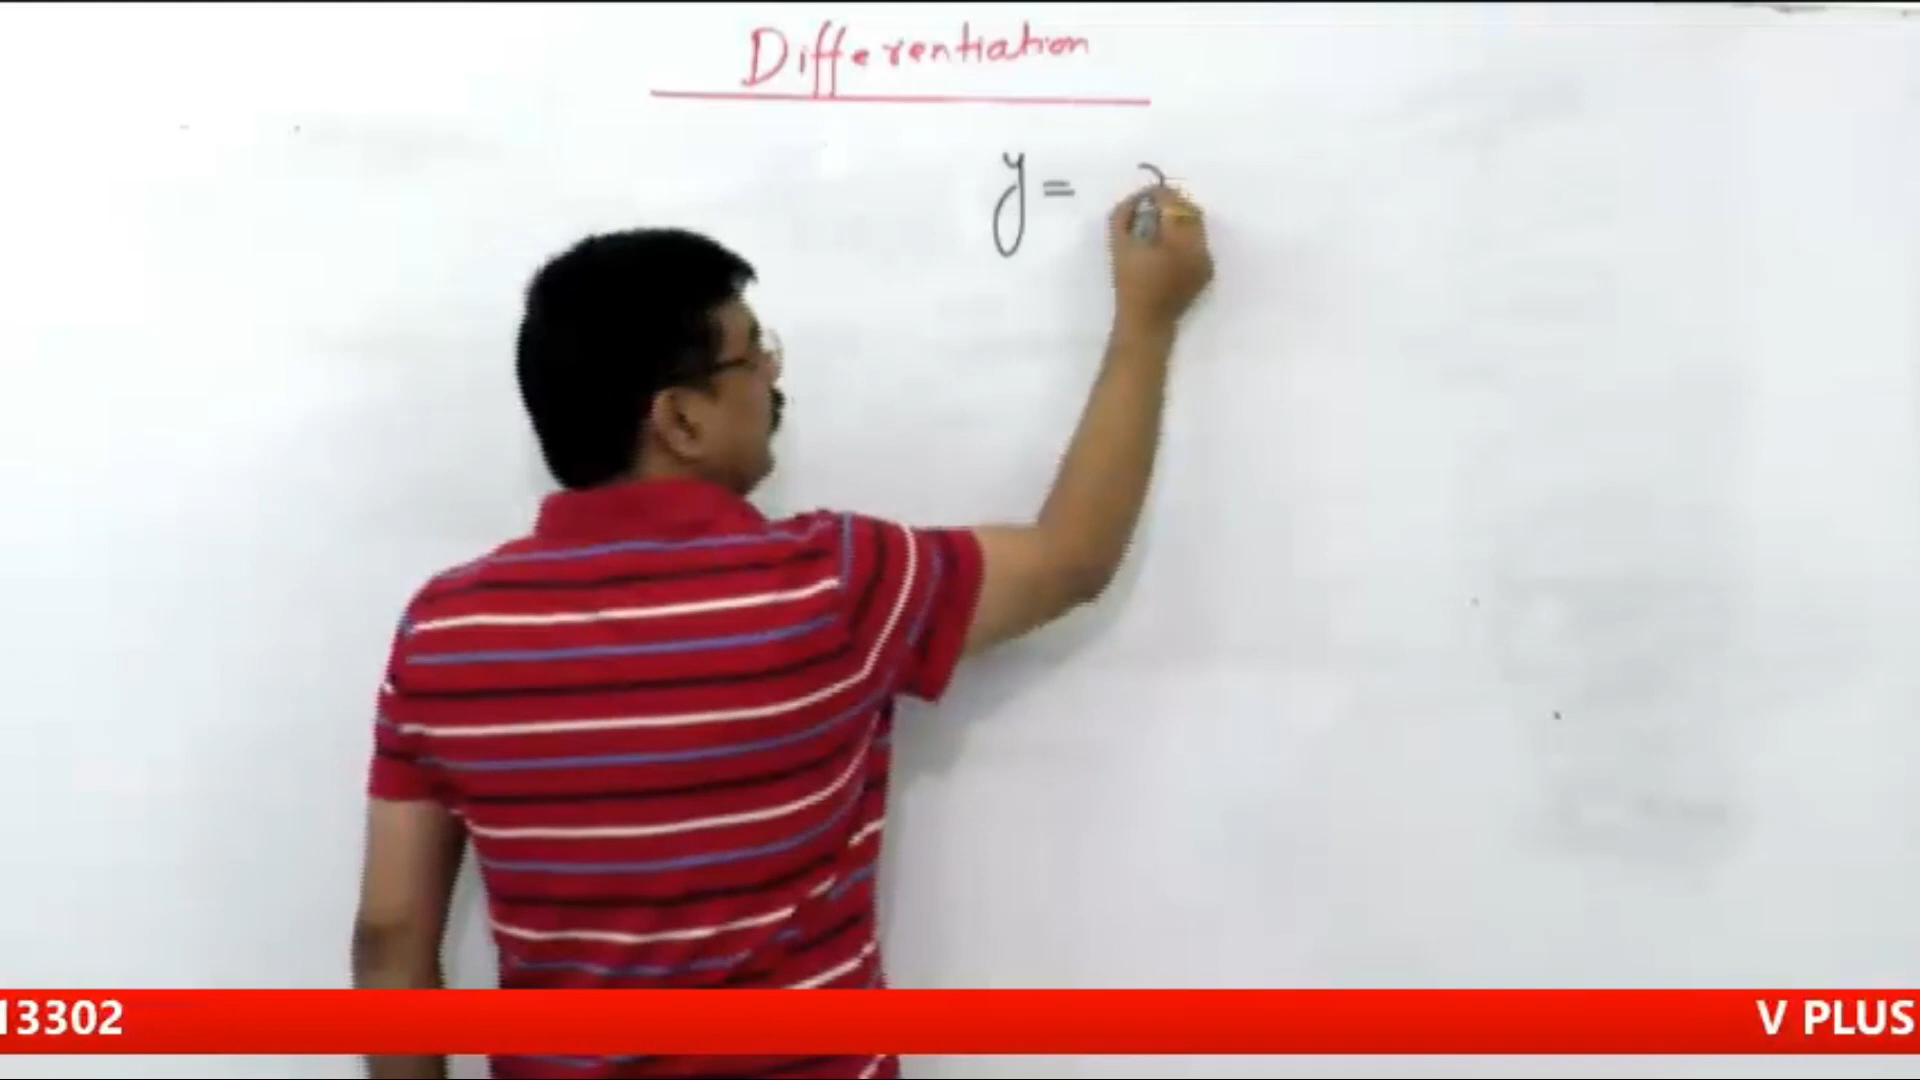 Differentiation
y =
13302 V PLUS